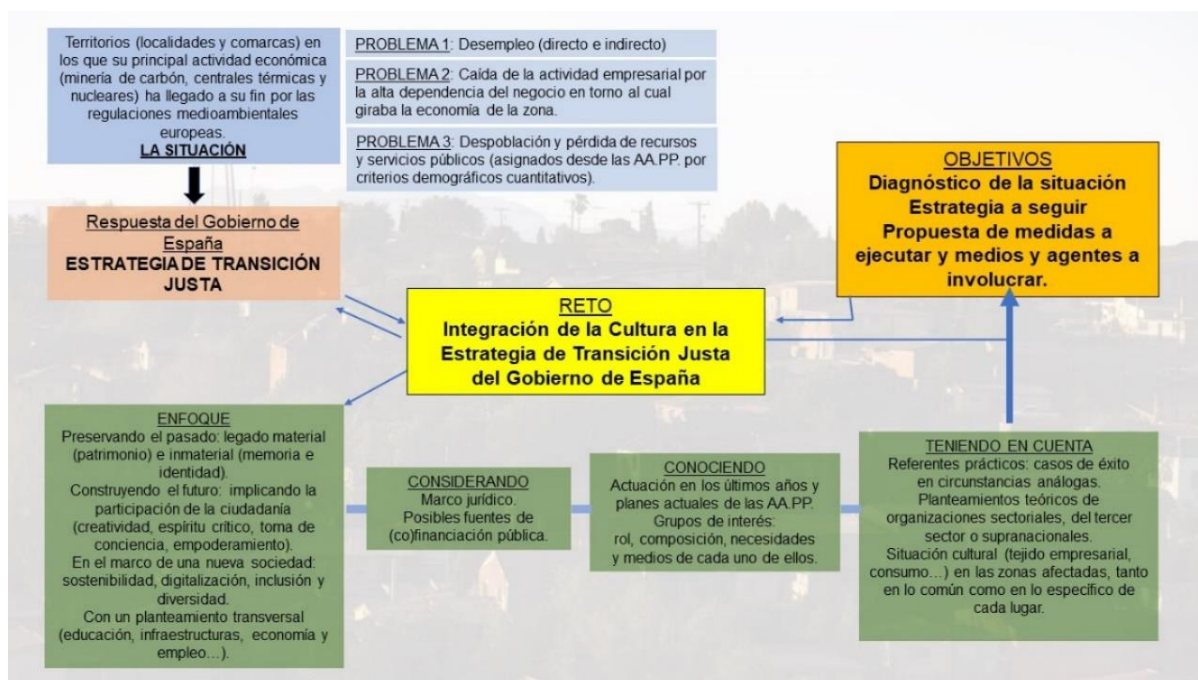 Territorios (localidades y comarcas) en
los que su principal actividad económica
(minería de carbón, centrales térmicas y
nucleares) ha llegado a su fin por las
regulaciones medioambientales
europeas.
LA SITUACIÓN
PROBLEMA 1: Desempleo (directo e indirecto)
PROBLEMA 2: Caída de la actividad empresarial por
la alta dependencia del negocio en torno al cual
giraba la economía de la zona.
PROBLEMA 3: Despoblación y pérdida de recursos
y servicios públicos (asignados desde las AA.PP. por
criterios demográficos cuantitativos).
OBJETIVOS
Diagnóstico de la situación
Estrategia a seguir
Propuesta de medidas a
ejecutar y medios y agentes a
involucrar.
Respuesta del Gobierno de
España
ESTRATEGIA DE TRANSICIÓN
JUSTA
RETO
Integración de la Cultura en la
Estrategia de Transición Justa
del Gobierno de España
ENFOQUE
Preservando el pasado: legado material
(patrimonio) e inmaterial (memoria e
identidad).
Construyendo el futuro: implicando la
participación de la ciudadanía
(creatividad, espíritu crítico, toma de
conciencia, empoderamiento).
En el marco de una nueva sociedad:
sostenibilidad, digitalización, inclusión y
diversidad.
Con un planteamiento transversal
(educación, infraestructuras, economía y
empleo…).
CONSIDERANDO
Marco jurídico.
Posibles fuentes de
(co)financiación pública.
CONOCIENDO
Actuación en los últimos años y
planes actuales de las AA.PP.
Grupos de interés:
rol, composición, necesidades
y medios de cada uno de ellos.
TENIENDO EN CUENTA
Referentes prácticos: casos de éxito
en circunstancias análogas.
Planteamientos teóricos de
organizaciones sectoriales, del tercer
sector o supranacionales.
Situación cultural (tejido empresarial,
consumo…) en las zonas afectadas, tanto
en lo común como en lo específico de
cada lugar.